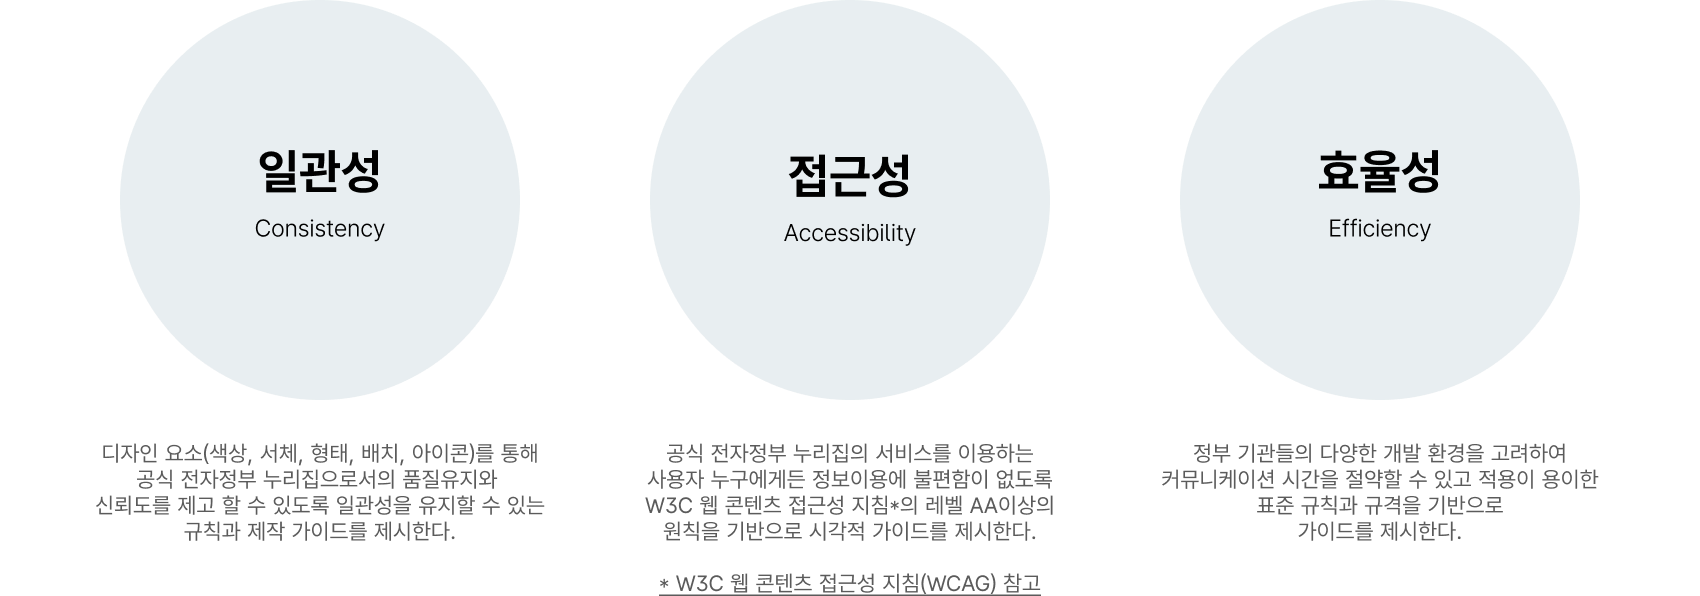 일관성
Consistency
디자인 요소(색상, 서체, 형태, 배치, 아이콘)를 통해
공식 전자정부 누리집으로서의 품질유지와
신뢰도를 제고 할 수 있도록 일관성을 유지할 수 있는
규칙과 제작 가이드를 제시한다.
접근성
Accessibility
공식 전자정부 누리집의 서비스를 이용하는
사용자 누구에게든 정보이용에 불편함이 없도록
W3C 웹 콘텐츠 접근성 지침*의 레벨 AA이상의
원칙을 기반으로 시각적 가이드를 제시한다.
* W3C 웹 콘텐츠 접근성 지침(WCAG) 참고
효율성
Efficiency
정부 기관들의 다양한 개발 환경을 고려하여
커뮤니케이션 시간을 절약할 수 있고 적용이 용이한
표준 규칙과 규격을 기반으로
가이드를 제시한다.